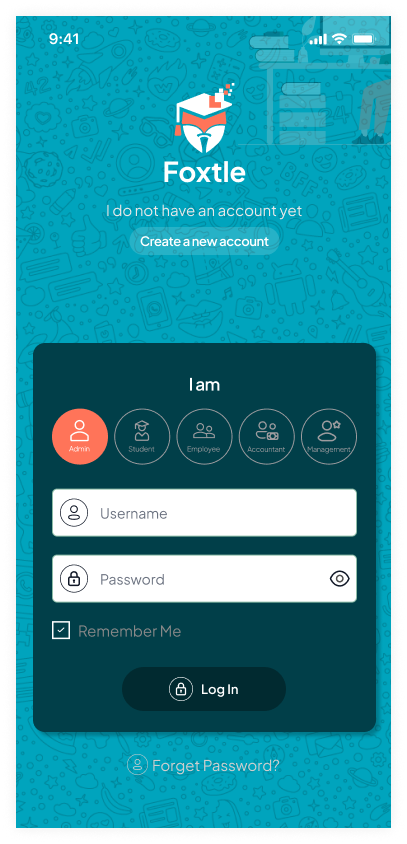 9:41
Foxtle
I do not have an account yet
Create a new account
I am
Admin Student Employee Accountant Management
Username
Password
Remember Me
Log In
Forget Password?